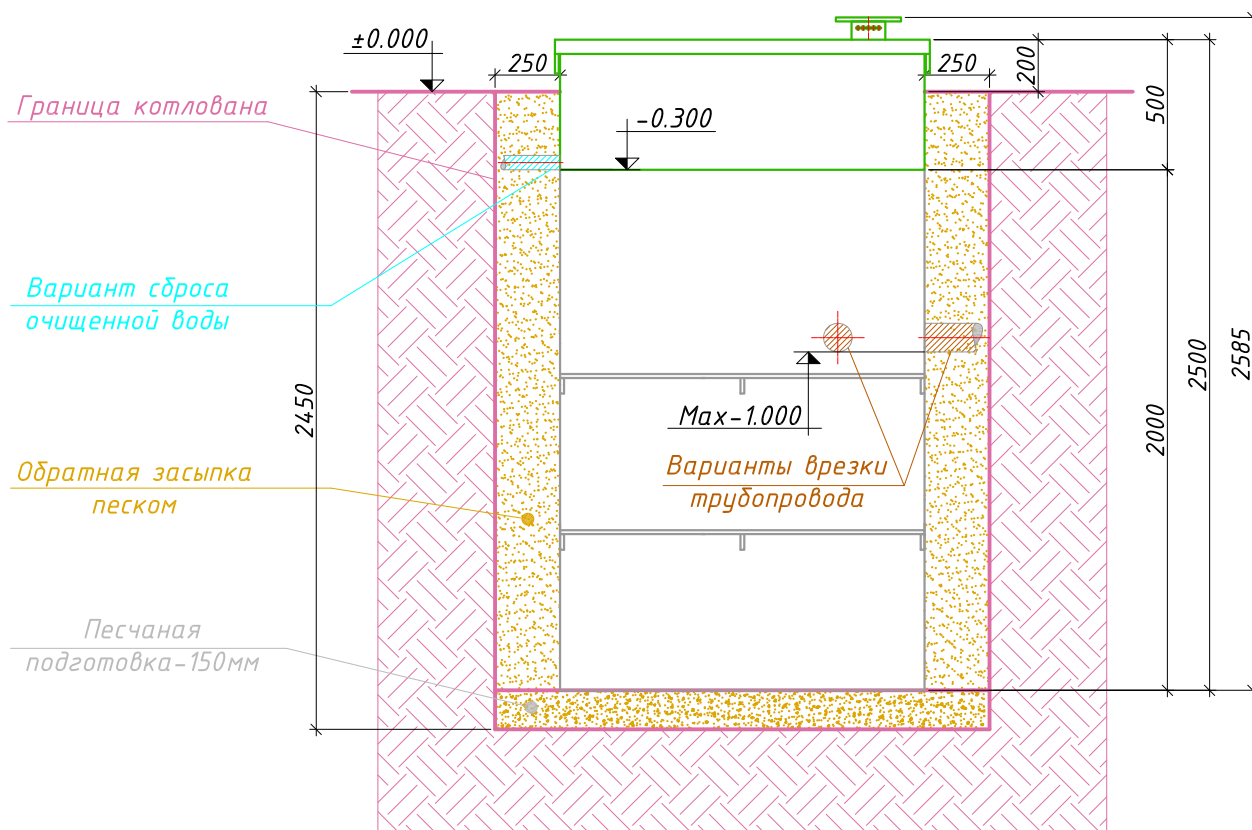 ±0.000
250
250
200
500
Граница котлована
-0.300
Вариант сброса
очищенной воды
2450
2500
2585
2000
Max-1.000
Варианты врезки
трубопровода
Обратная засыпка
песком
Песчаная
подготовка-150мм